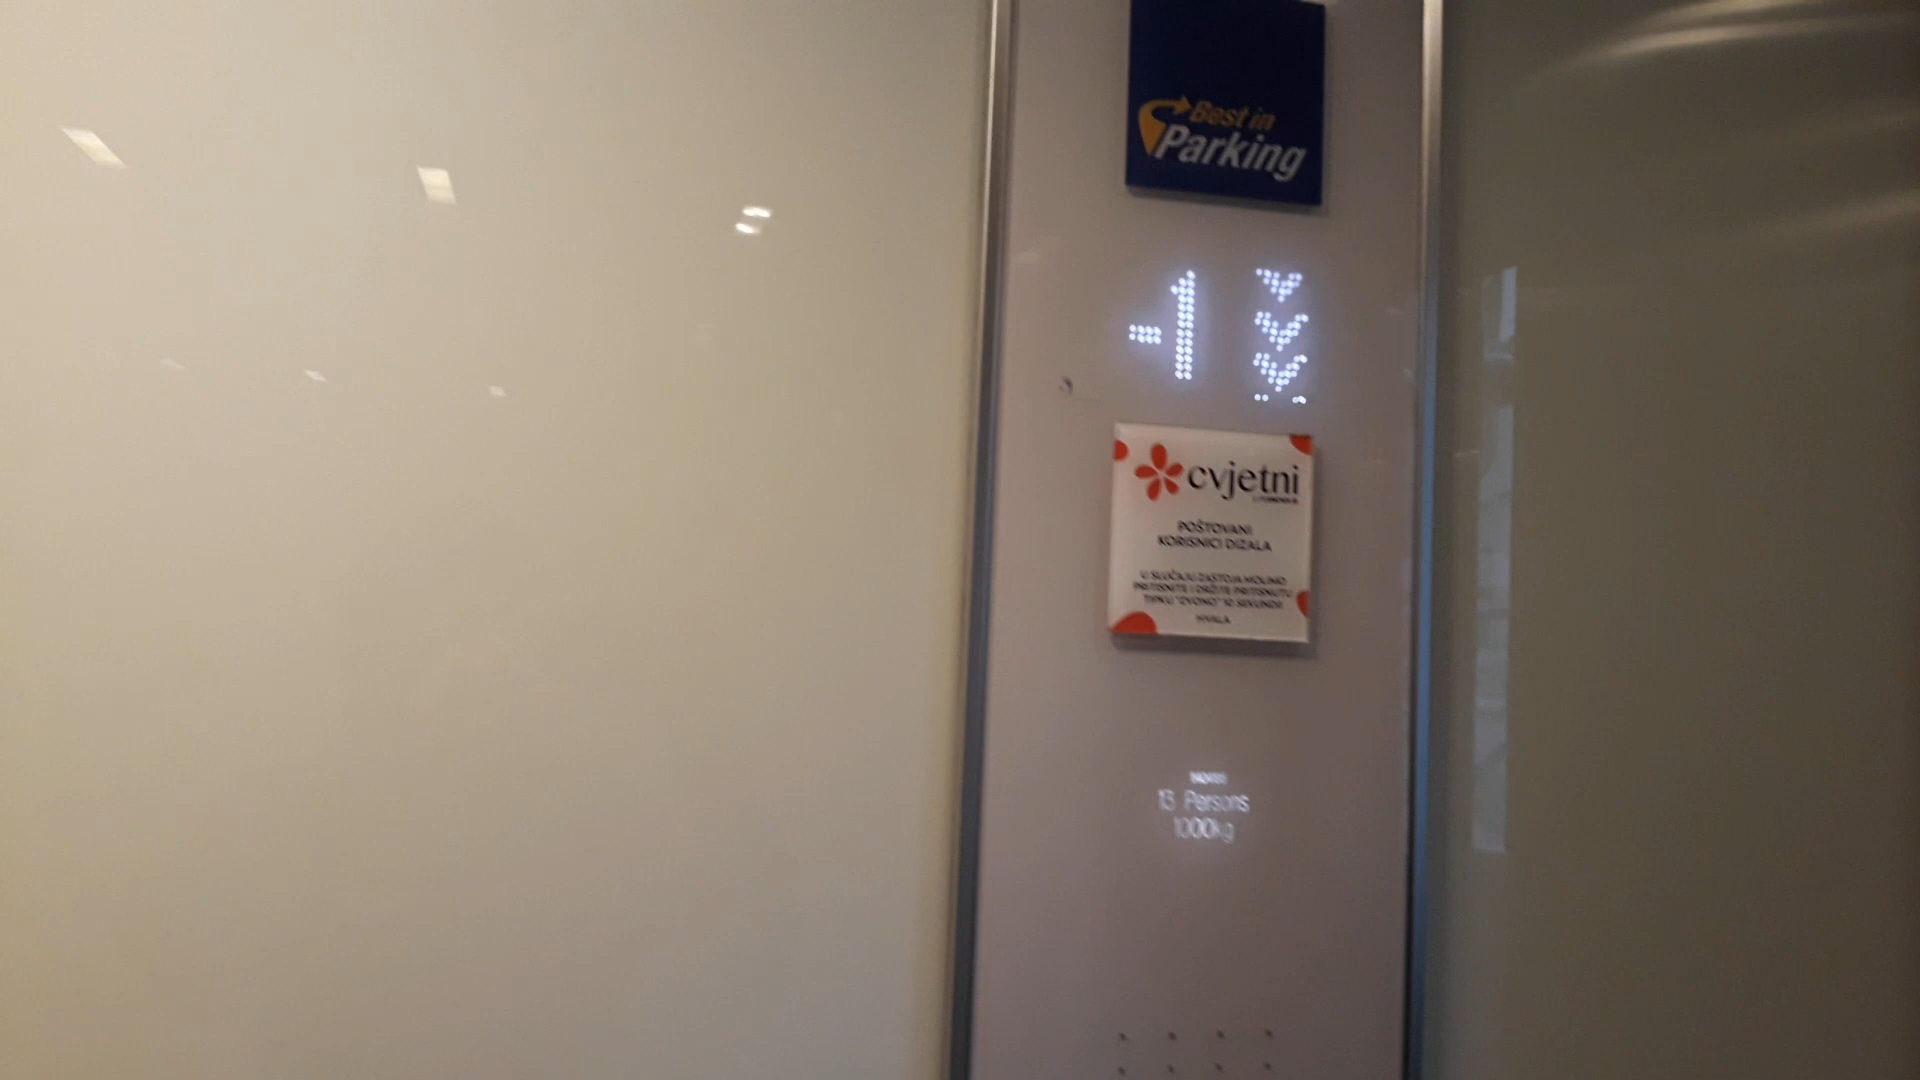 Best in
Parking
-1
cvjetni
POŠTOVANI
KORISNICI DIZALA
U SLUČAJU ZASTOJA MOLIMO
PRITISNITE I DRŽITE PRITISNUTU
TIPKU "ZVONO" 10 SEKUNDI
HVALA
13 Persons
1000kg